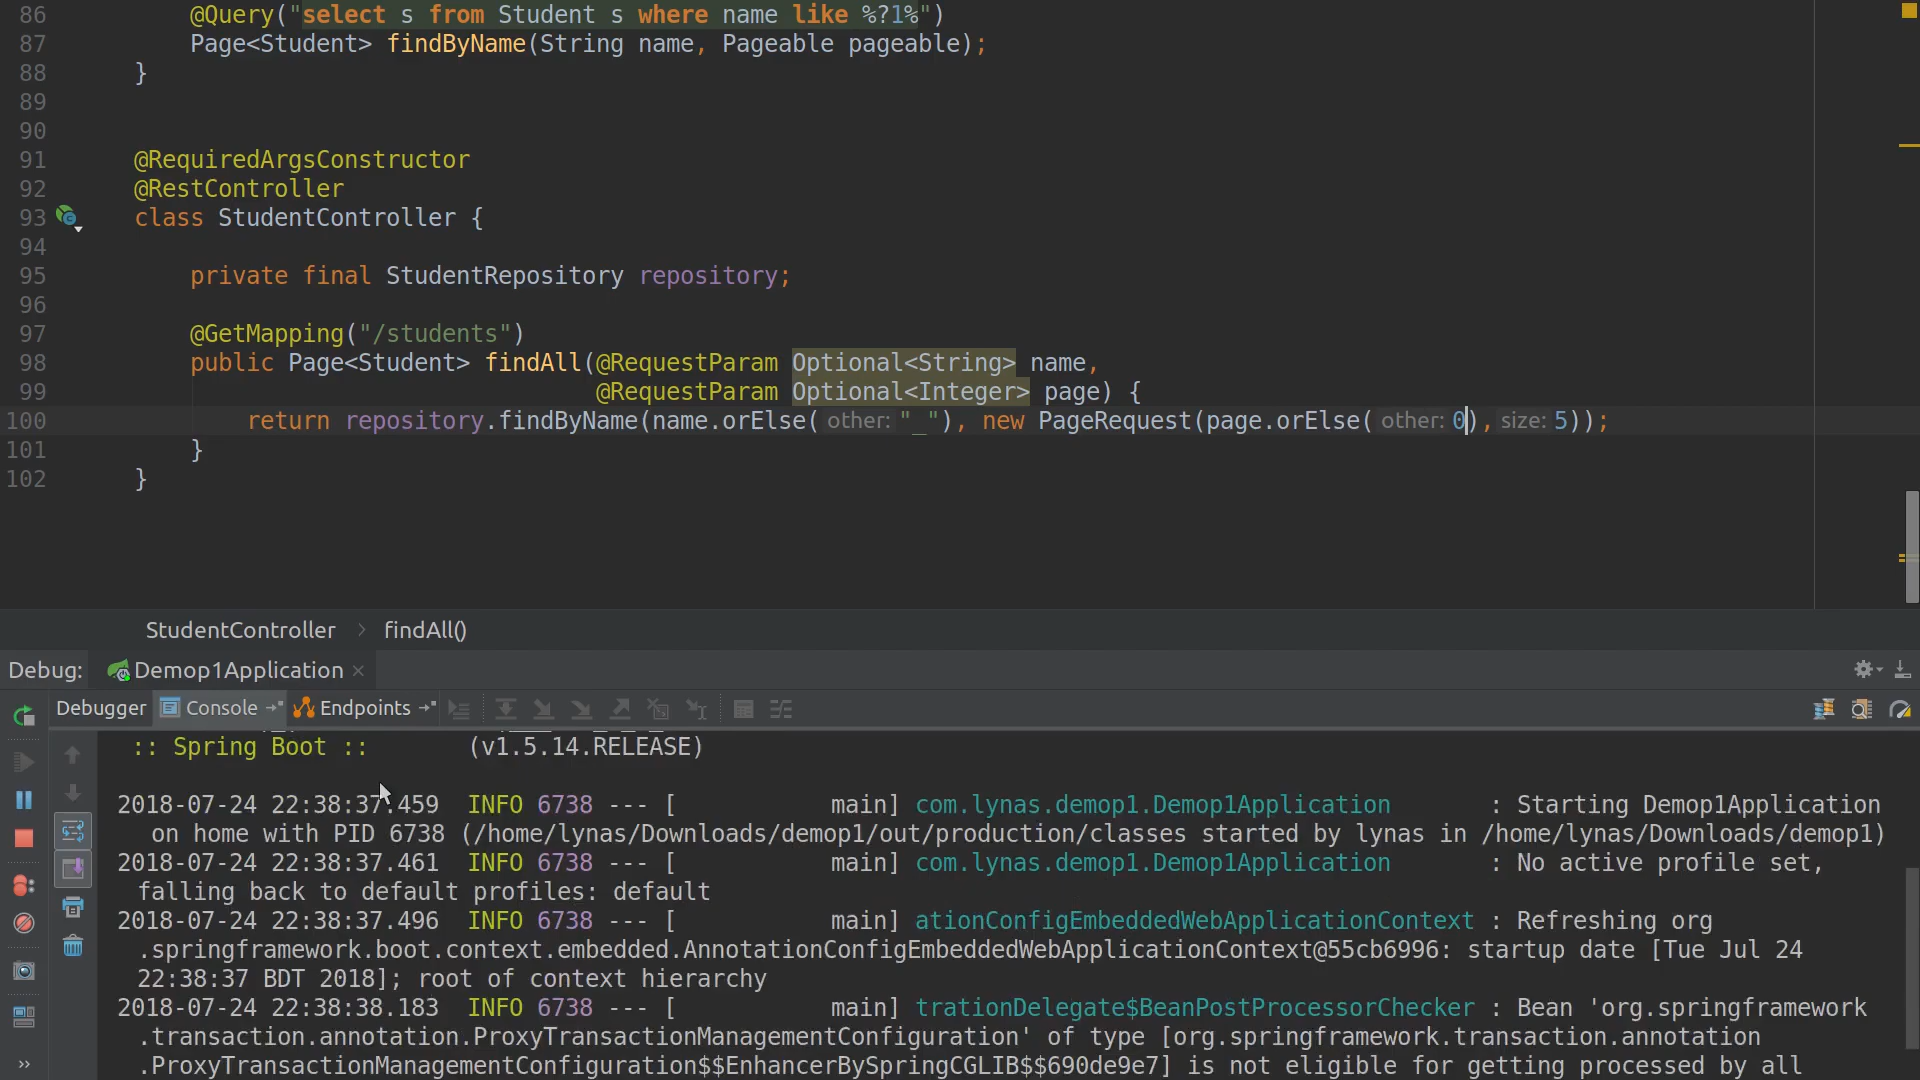 86 @Query("select s from Student s where name like %?1%")
87 Page<Student> findByName(String name, Pageable pageable);
88 }
89
90
91 @RequiredArgsConstructor
92 @RestController
93 class StudentController {
94
95 private final StudentRepository repository;
96
97 @GetMapping("/students")
98 public Page<Student> findAll(@RequestParam Optional<String> name,
99 @RequestParam Optional<Integer> page) {
100 return repository.findByName(name.orElse( other: "_"), new PageRequest(page.orElse( other: 0), size: 5));
101 }
102 }
StudentController > findAll()
Debug: Demop1Application ×
Debugger Console Endpoints
:: Spring Boot :: (v1.5.14.RELEASE)
2018-07-24 22:38:37.459 INFO 6738 --- [ main] com.lynas.demop1.Demop1Application : Starting Demop1Application
on home with PID 6738 (/home/lynas/Downloads/demop1/out/production/classes started by lynas in /home/lynas/Downloads/demop1)
2018-07-24 22:38:37.461 INFO 6738 --- [ main] com.lynas.demop1.Demop1Application : No active profile set,
falling back to default profiles: default
2018-07-24 22:38:37.496 INFO 6738 --- [ main] ationConfigEmbeddedWebApplicationContext : Refreshing org
.springframework.boot.context.embedded.AnnotationConfigEmbeddedWebApplicationContext@55cb6996: startup date [Tue Jul 24
22:38:37 BDT 2018]; root of context hierarchy
2018-07-24 22:38:38.183 INFO 6738 --- [ main] trationDelegate$BeanPostProcessorChecker : Bean 'org.springframework
.transaction.annotation.ProxyTransactionManagementConfiguration' of type [org.springframework.transaction.annotation
.ProxyTransactionManagementConfiguration$$EnhancerBySpringCGLIB$$690de9e7] is not eligible for getting processed by all